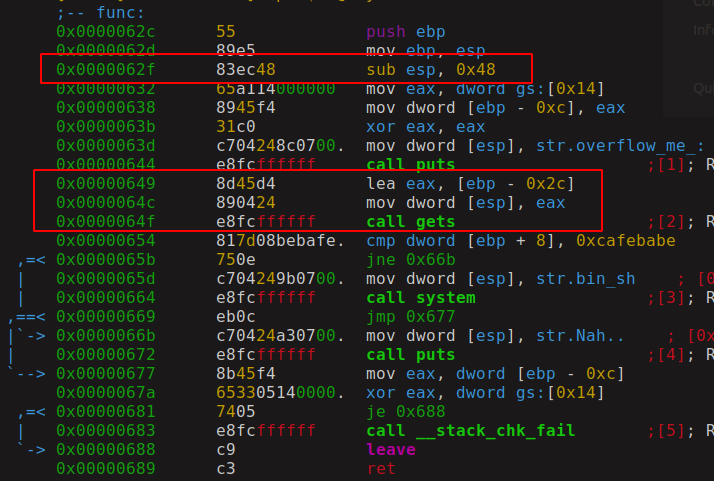 ;-- func:
0x0000062c 55 push ebp
0x0000062d 89e5 mov ebp, esp
0x0000062f 83ec48 sub esp, 0x48
0x00000632 65a114000000 mov eax, dword gs:[0x14]
0x00000638 8945f4 mov dword [ebp - 0xc], eax
0x0000063b 31c0 xor eax, eax
0x0000063d c704248c0700. mov dword [esp], str.overflow_me_:
0x00000644 e8fcffffff call puts ;[1]; R
0x00000649 8d45d4 lea eax, [ebp - 0x2c]
0x0000064c 890424 mov dword [esp], eax
0x0000064f e8fcffffff call gets ;[2]; R
0x00000654 817d08bebafe. cmp dword [ebp + 8], 0xcafebabe
,=< 0x0000065b 750e jne 0x66b
| 0x0000065d c704249b0700. mov dword [esp], str.bin_sh ; [0
| 0x00000664 e8fcffffff call system ;[3]; R
,==< 0x00000669 eb0c jmp 0x677
|`-> 0x0000066b c70424a30700. mov dword [esp], str.Nah.. ; [0x
| 0x00000672 e8fcffffff call puts ;[4]; R
`--> 0x00000677 8b45f4 mov eax, dword [ebp - 0xc]
0x0000067a 653305140000. xor eax, dword gs:[0x14]
,=< 0x00000681 7405 je 0x688
| 0x00000683 e8fcffffff call __stack_chk_fail ;[5]; R
`-> 0x00000688 c9 leave
0x00000689 c3 ret